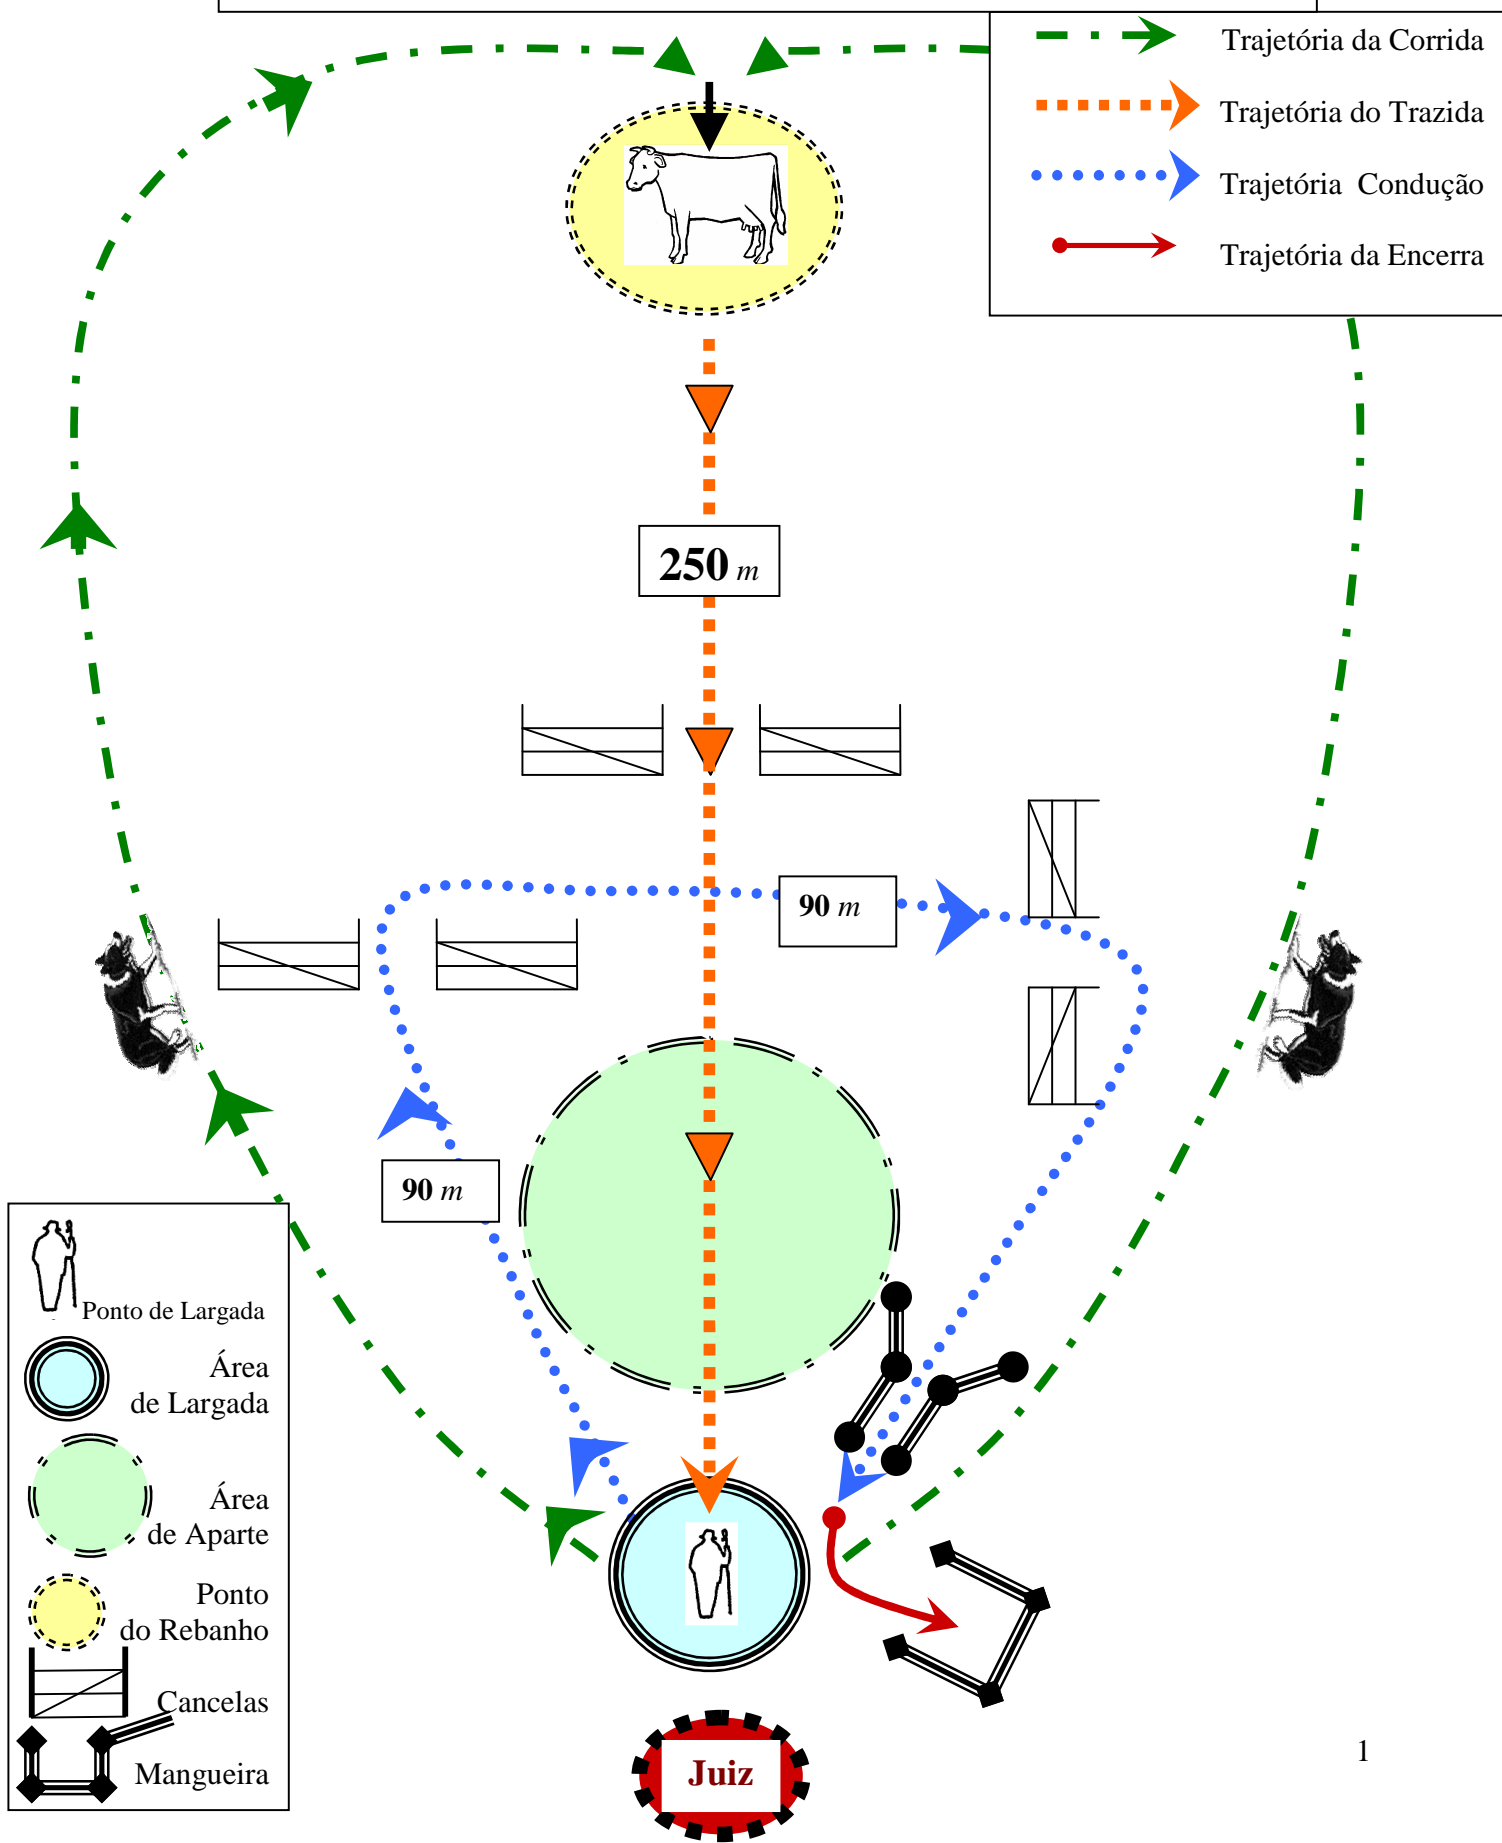 Trajetória da Corrida
Trajetória do Trazida
Trajetória Condução
Trajetória da Encerra
250 m
90 m
90 m
Ponto de Largada
Área
de Largada
Área
de Aparte
Ponto
do Rebanho
Cancelas
Mangueira
Juiz
1